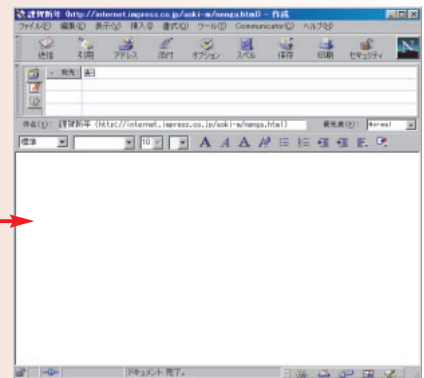 謹賀新年 (http://internet.impress.co.jp/aoki-m/nenga.html) - 作成
ファイル(F) 編集(E) 表示(V) 挿入(I) 書式(O) ツール(T) Communicator(C) ヘルプ(H)
送信 引用 アドレス 添付 オプション スペル 保存 印刷 セキュリティ
宛先:
件名(J): 謹賀新年 (http://internet.impress.co.jp/aoki-m/nenga.html) 優先度(P): Normal
標準 10
ドキュメント 完了。